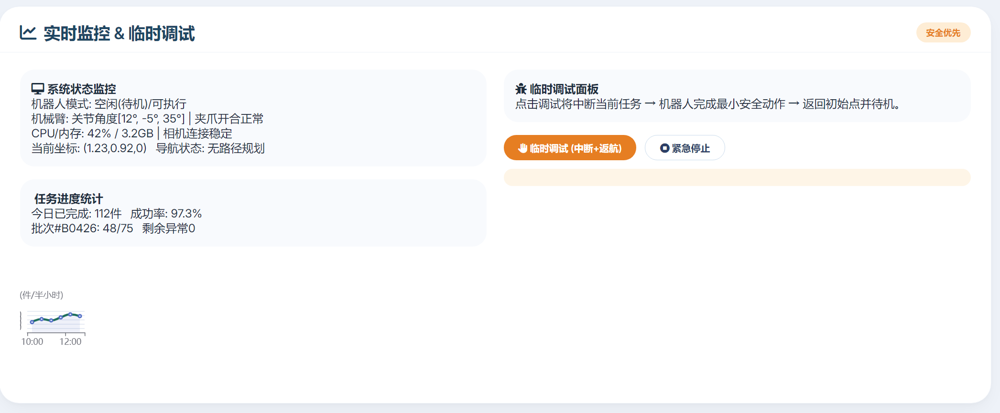 实时监控 & 临时调试
安全优先
系统状态监控
机器人模式: 空闲(待机)/可执行
机械臂: 关节角度[12°, -5°, 35°] | 夹爪开合正常
CPU/内存: 42% / 3.2GB | 相机连接稳定
当前坐标: (1.23,0.92,0) 导航状态: 无路径规划
任务进度统计
今日已完成: 112件 成功率: 97.3%
批次#B0426: 48/75 剩余异常0
(件/半小时)
10:00 12:00
临时调试面板
点击调试将中断当前任务 → 机器人完成最小安全动作 → 返回初始点并待机。
临时调试 (中断+返航)
紧急停止